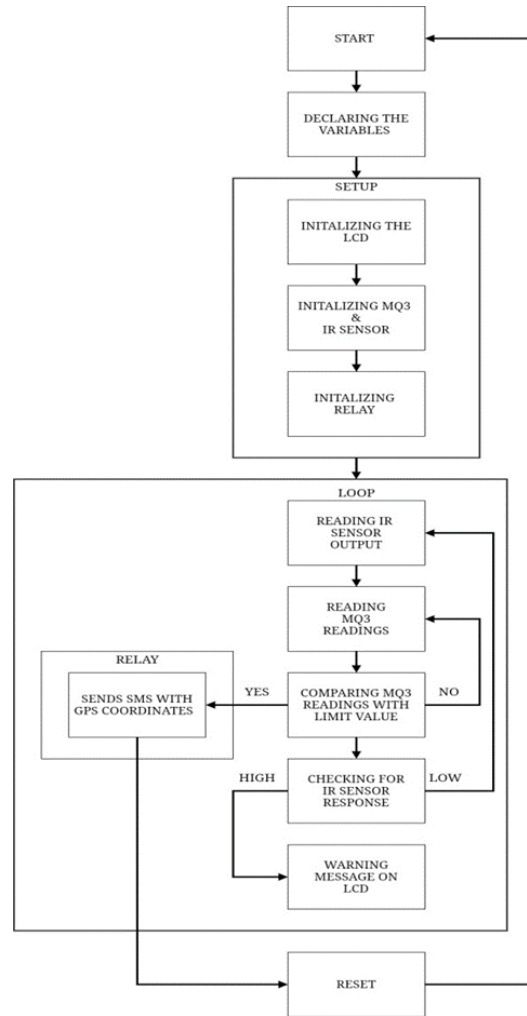 START
DECLARING THE
VARIABLES
SETUP
INITALIZING THE
LCD
INITALIZING MQ3
&
IR SENSOR
INITALIZING
RELAY
LOOP
READING IR
SENSOR
OUTPUT
READING
MQ3
READINGS
RELAY
SENDS SMS WITH
GPS COORDINATES
YES
COMPARING MQ3
READINGS WITH
LIMIT VALUE
NO
HIGH
CHECKING FOR
IR SENSOR
RESPONSE
LOW
WARNING
MESSAGE ON
LCD
RESET